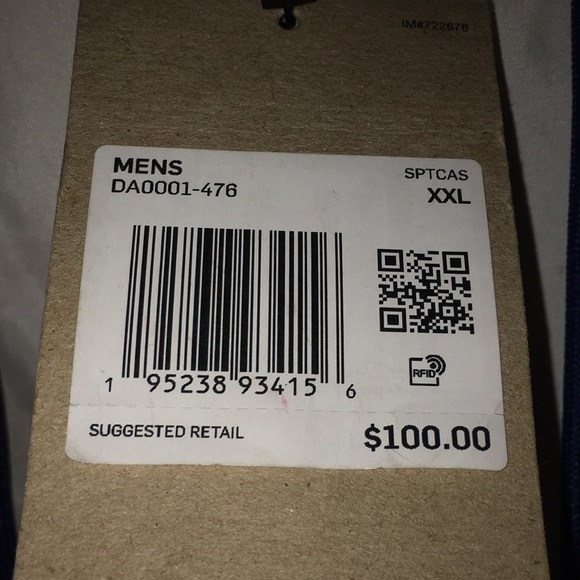 IM#722676
MENS
DA0001-476
SPTCAS
XXL
1 95238 93415 6
RFID
SUGGESTED RETAIL
$100.00